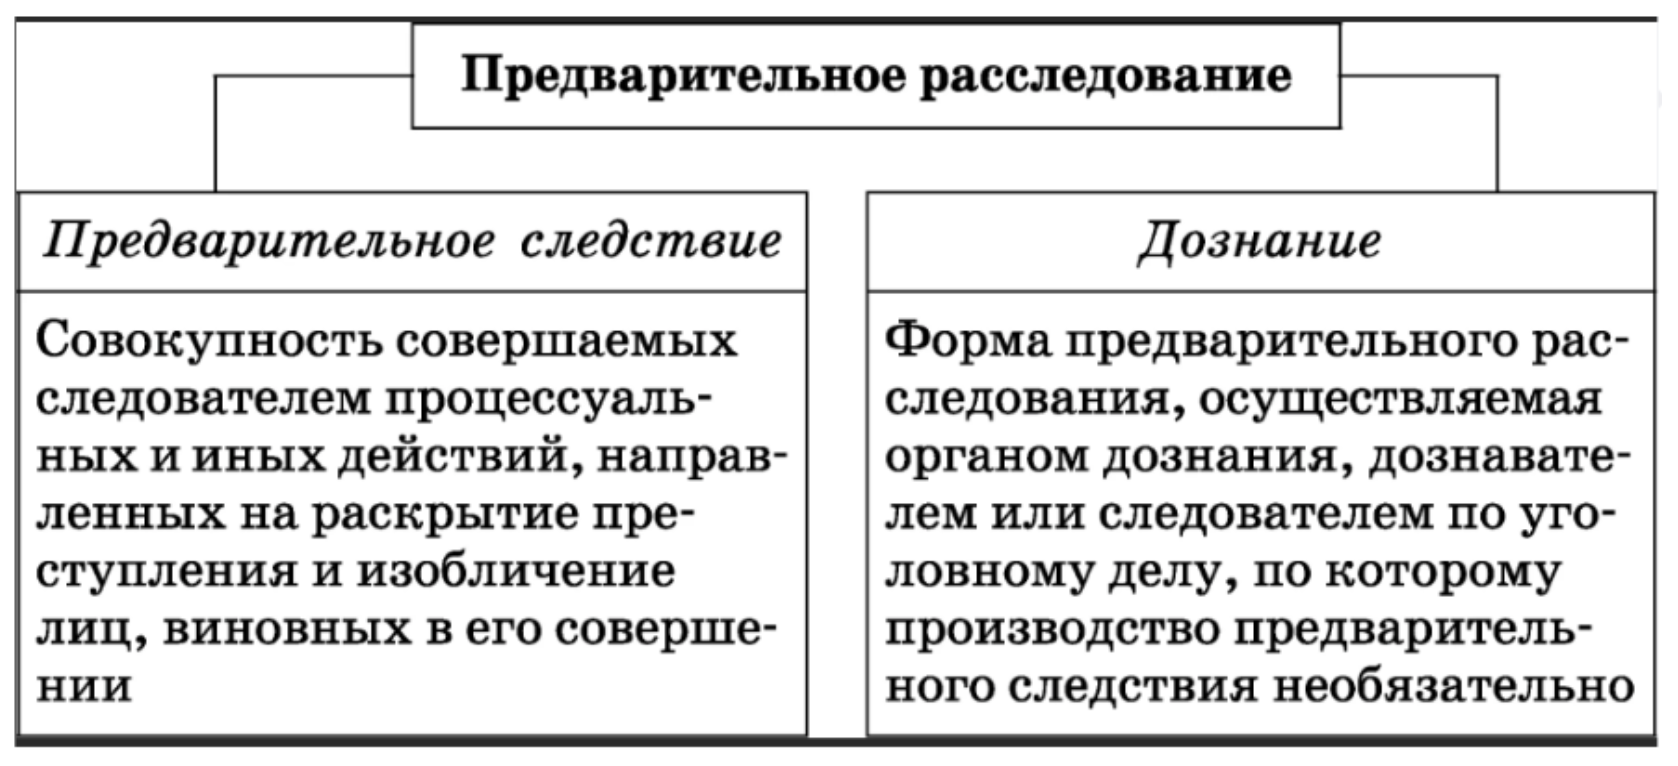 Предварительное расследование
Предварительное следствие
Совокупность совершаемых
следователем процессуаль-
ных и иных действий, направ-
ленных на раскрытие пре-
ступления и изобличение
лиц, виновных в его соверше-
нии
Дознание
Форма предварительного рас-
следования, осуществляемая
органом дознания, дознавате-
лем или следователем по уго-
ловному делу, по которому
производство предваритель-
ного следствия необязательно